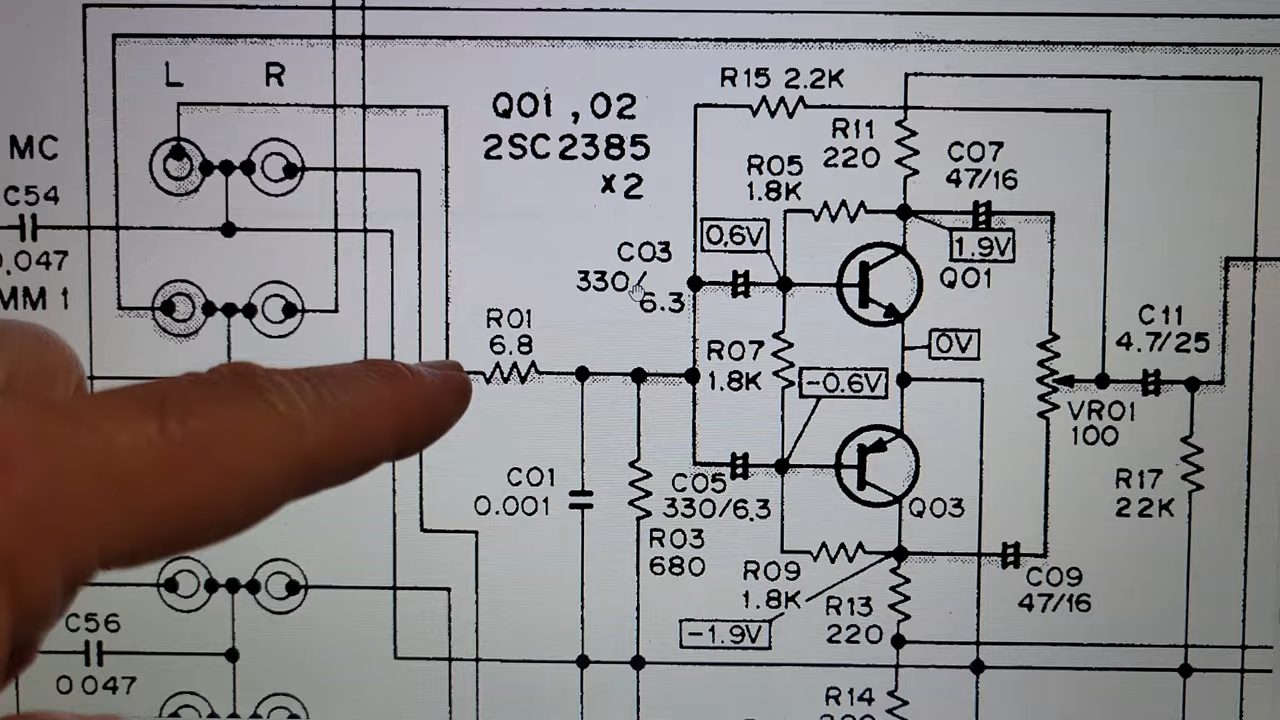 L R
MC
C54
0.047
MM 1
Q01 ,02
2SC2385
x2
R15 2.2K
R11
220
C07
47/16
R05
1.8K
0.6V
1.9V
C03
330/
6.3
Q01
R01
6.8
R07
1.8K
0V
-0.6V
C11
4.7/25
VR01
100
C01
0.001
C05
330/6.3
R03
680
Q03
R17
22K
R09
1.8K
C09
47/16
R13
220
-1.9V
C56
0 047
R14